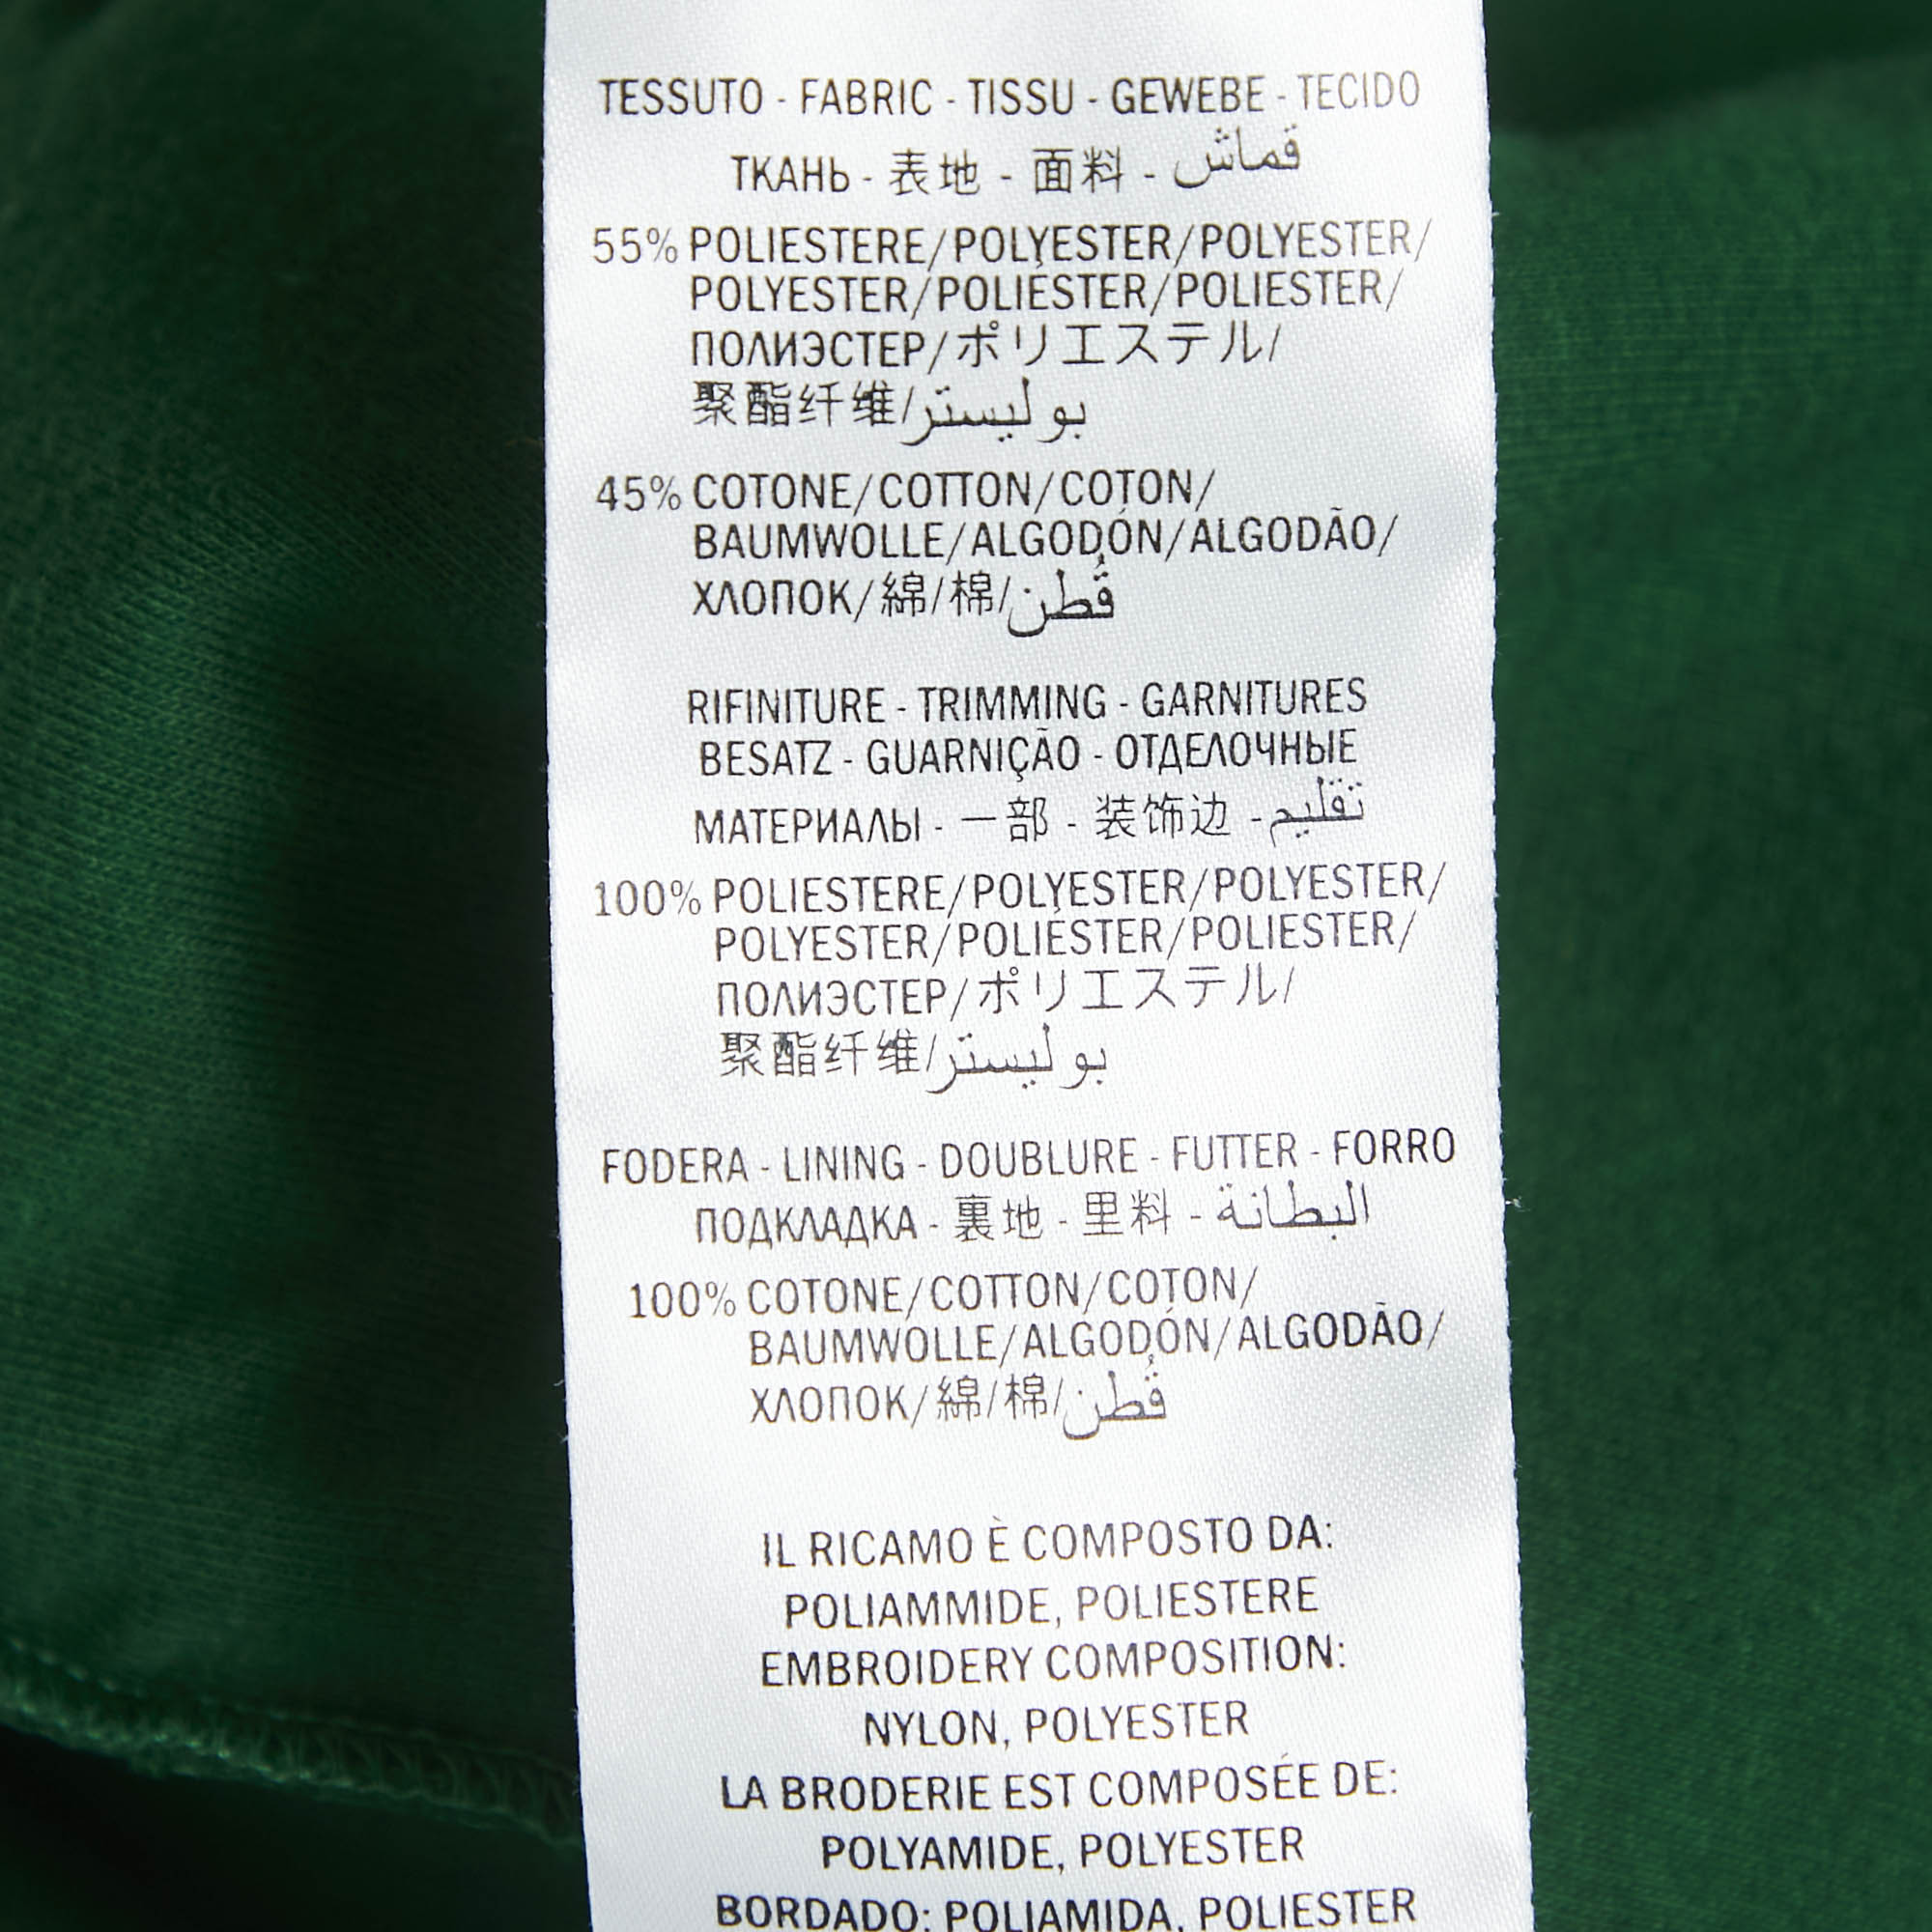 TESSUTO - FABRIC - TISSU - GEWEBE - TECIDO
ТКАНЬ - 表地 - 面料 - قماش
55% POLIESTERE/POLYESTER/POLYESTER/
POLYESTER/POLIÉSTER/POLIESTER/
ПОЛИЭСТЕР/ポリエステル/
聚酯纤维/بوليستر
45% COTONE/COTTON/COTON/
BAUMWOLLE/ALGODÓN/ALGODÃO/
ХЛОПОК/綿/棉/قُطن
RIFINITURE - TRIMMING - GARNITURES
BESATZ - GUARNIÇÃO - ОТДЕЛОЧНЫЕ
МАТЕРИАЛЫ - 一部 - 装饰边 - تقليم
100% POLIESTERE/POLYESTER/POLYESTER/
POLYESTER/POLIÉSTER/POLIESTER/
ПОЛИЭСТЕР/ポリエステル/
聚酯纤维/بوليستر
FODERA - LINING - DOUBLURE - FUTTER - FORRO
ПОДКЛАДКА - 裏地 - 里料 - البطانة
100% COTONE/COTTON/COTON/
BAUMWOLLE/ALGODÓN/ALGODÃO/
ХЛОПОК/綿/棉/قُطن
IL RICAMO È COMPOSTO DA:
POLIAMMIDE, POLIESTERE
EMBROIDERY COMPOSITION:
NYLON, POLYESTER
LA BRODERIE EST COMPOSÉE DE:
POLYAMIDE, POLYESTER
BORDADO: POLIAMIDA, POLIESTER